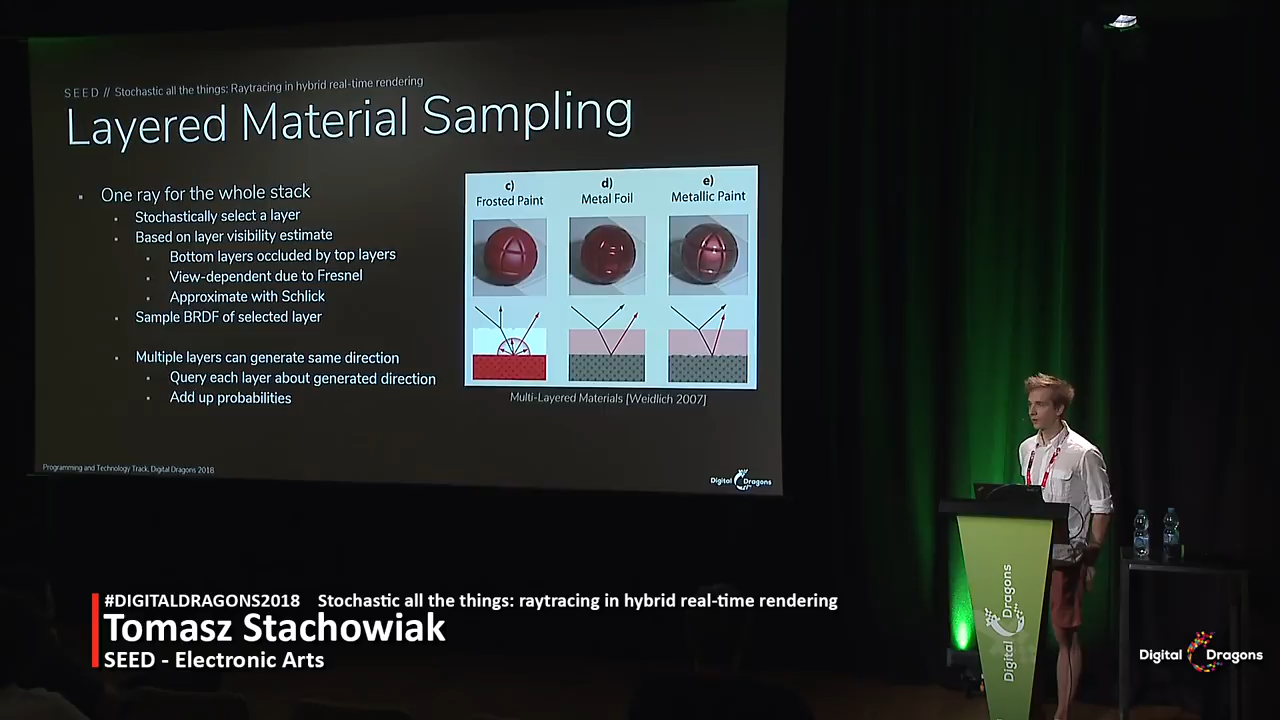 SEED // Stochastic all the things: Raytracing in hybrid real-time rendering
Layered Material Sampling
One ray for the whole stack
Stochastically select a layer
Based on layer visibility estimate
Bottom layers occluded by top layers
View-dependent due to Fresnel
Approximate with Schlick
Sample BRDF of selected layer
Multiple layers can generate same direction
Query each layer about generated direction
Add up probabilities
c) d) e)
Frosted Paint Metal Foil Metallic Paint
Multi-Layered Materials [Weidlich 2007]
Programming and Technology Track, Digital Dragons 2018
Digital Dragons
Digital Dragons
#DIGITALDRAGONS2018 Stochastic all the things: raytracing in hybrid real-time rendering
Tomasz Stachowiak
SEED - Electronic Arts
Digital Dragons